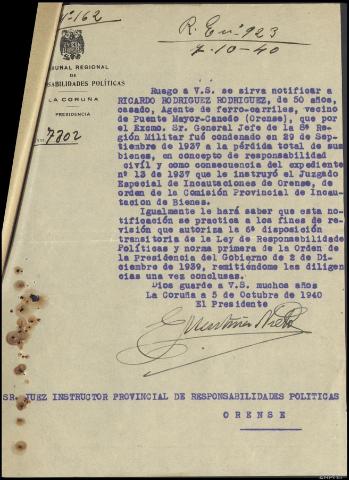 Nº 162
R. E. nº 923
7-10-40
TRIBUNAL REGIONAL
DE
RESPONSABILIDADES POLÍTICAS
LA CORUÑA
PRESIDENCIA
7302
Ruego a V.S. se sirva notificar a
RICARDO RODRIGUEZ RODRIGUEZ, de 50 años,
casado, Agente de ferro-carriles, vecino
de Puente Mayor-Canedo (Orense), que por
el Excmo. Sr. General Jefe de la 8ª Re-
gión Militar fué condenado en 29 de Sep-
tiembre de 1937 a la pérdida total de sus
bienes, en concepto de responsabilidad
civíl y como consecuencia del expediente
nº 13 de 1937 que le instruyó el Juzgado
Especial de Incautaciones de Orense, de
orden de la Comisión Provincial de Incau-
tacion de Bienes.
Igualmente le hará saber que esta no-
tificación se practica a los fines de re-
visión que autoriza la 6ª disposición
transitoria de la Ley de Responsabilidades
Políticas y norma primera de la Orden de
la Presidencia del Gobierno de 2 de Di-
ciembre de 1939, remitiéndome las diligen
cias una vez conclusas.
Dios guarde a V.S. muchos años
La Coruña a 5 de Octubre de 1940
El Presidente
SR. JUEZ INSTRUCTOR PROVINCIAL DE RESPONSABILIDADES POLITICAS
ORENSE